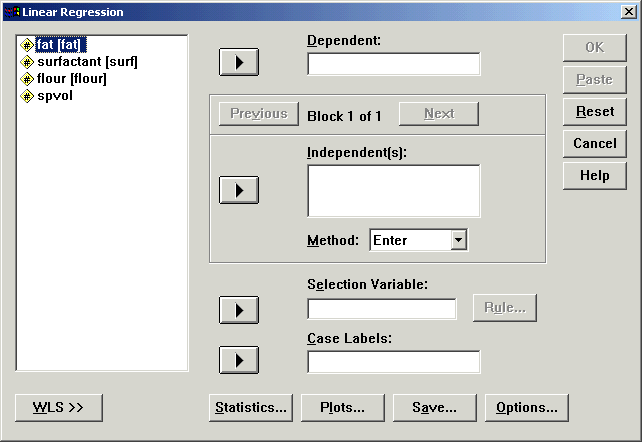 Linear Regression
fat [fat]
surfactant [surf]
flour [flour]
spvol
Dependent:
Previous
Block 1 of 1
Next
Independent(s):
Method:
Enter
Selection Variable:
Rule...
Case Labels:
OK
Paste
Reset
Cancel
Help
WLS >>
Statistics...
Plots...
Save...
Options...